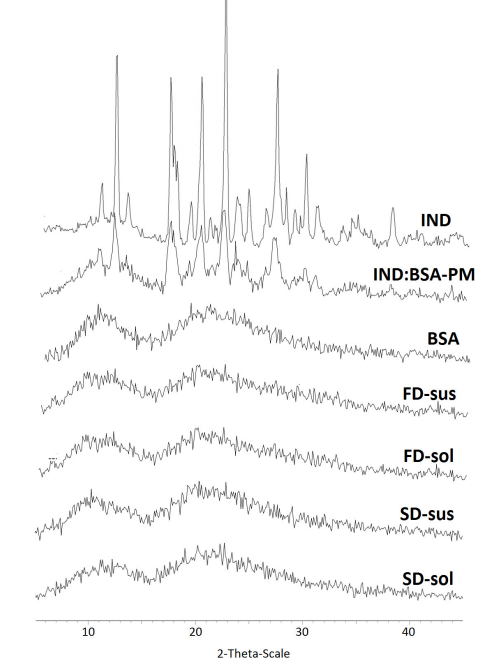 IND
IND:BSA-PM
BSA
FD-sus
FD-sol
SD-sus
SD-sol
10 20 30 40
2-Theta-Scale